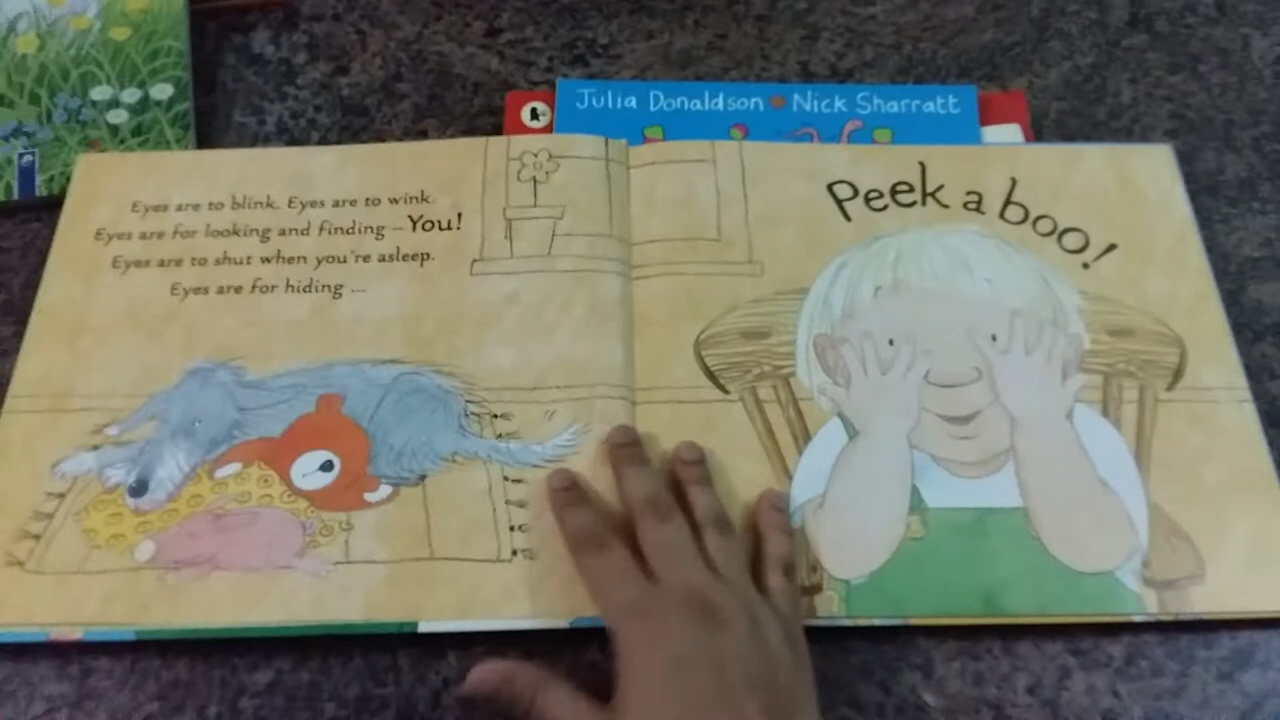 Julia Donaldson • Nick Sharratt
Eyes are to blink. Eyes are to wink.
Eyes are for looking and finding – You!
Eyes are to shut when you're asleep.
Eyes are for hiding ...
Peek a boo!